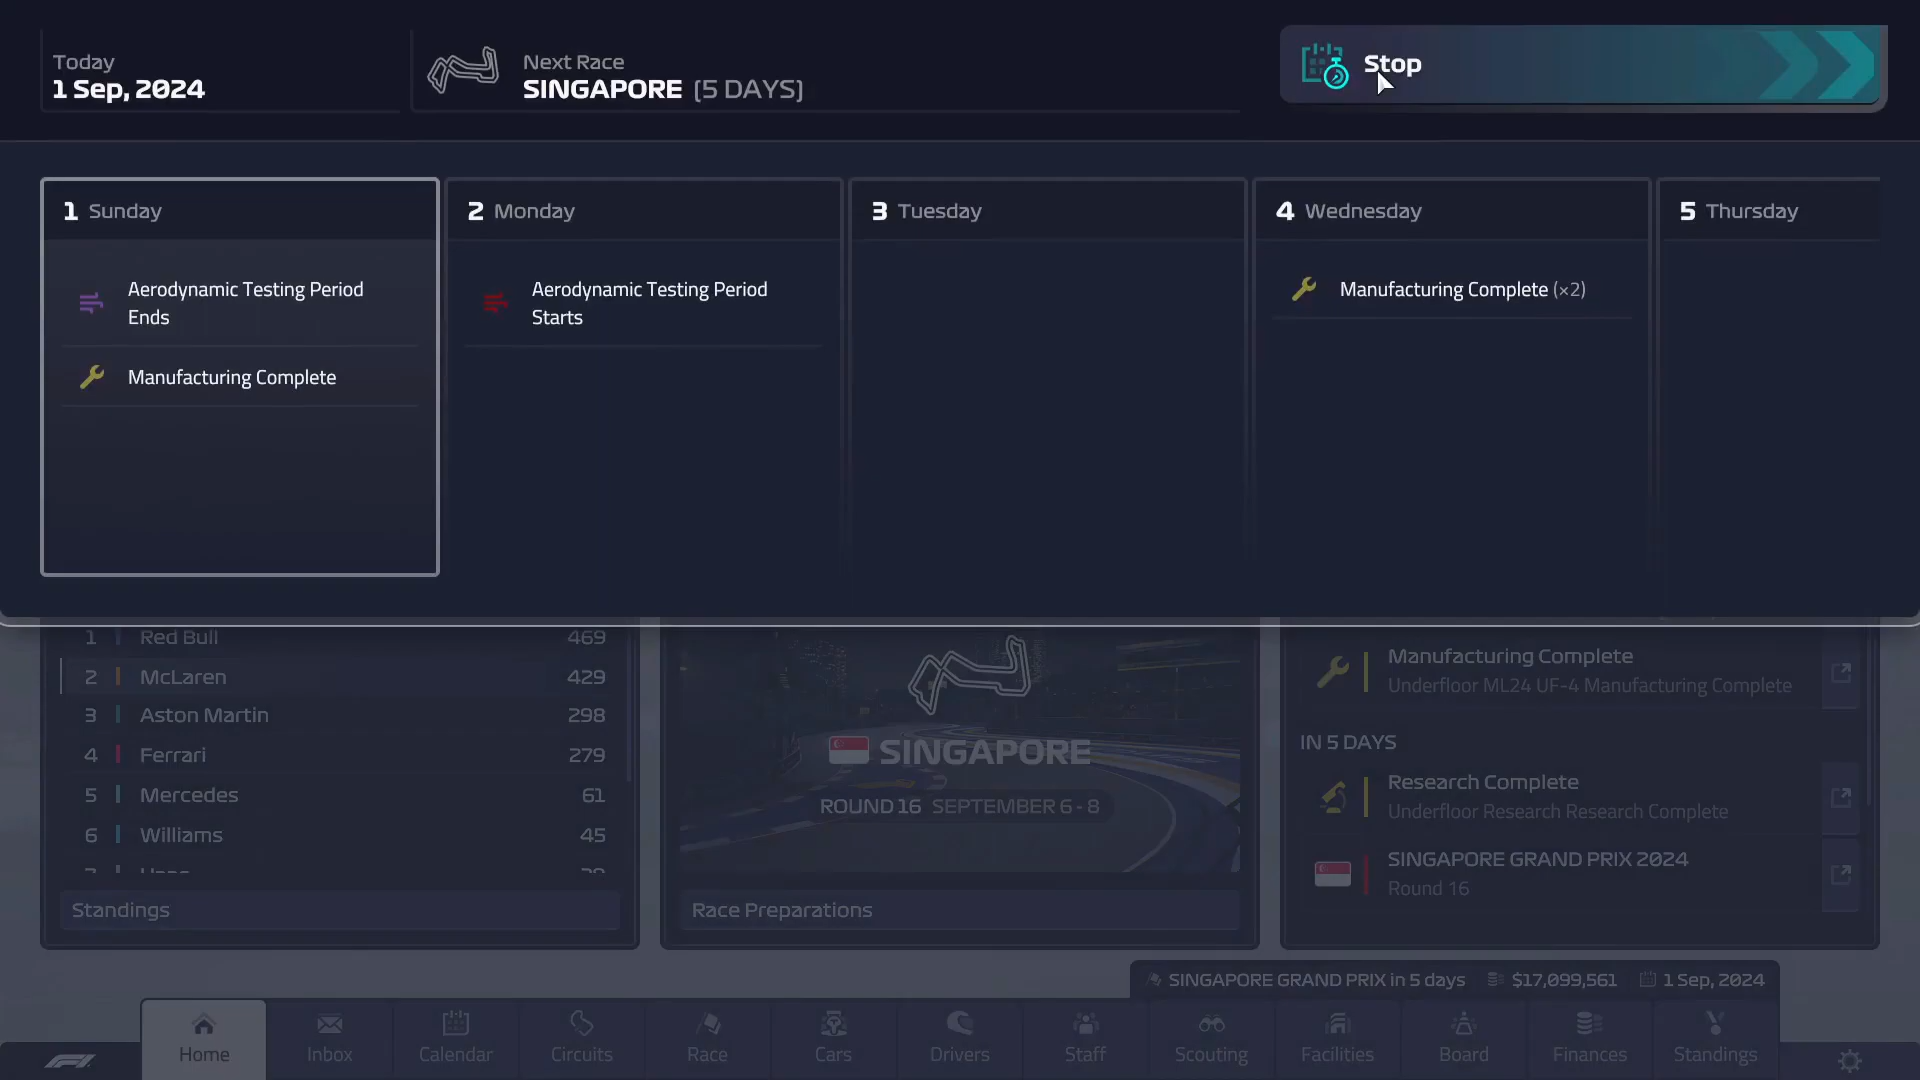 Today
1 Sep, 2024
Next Race
SINGAPORE [5 DAYS]
Stop
1 Sunday
2 Monday
3 Tuesday
4 Wednesday
5 Thursday
Aerodynamic Testing Period
Ends
Manufacturing Complete
Aerodynamic Testing Period
Starts
Manufacturing Complete (×2)
1 Red Bull 469
2 McLaren 429
3 Aston Martin 298
4 Ferrari 279
5 Mercedes 61
6 Williams 45
Standings
SINGAPORE
ROUND 16 SEPTEMBER 6 - 8
Race Preparations
Manufacturing Complete
Underfloor ML24 UF-4 Manufacturing Complete
IN 5 DAYS
Research Complete
Underfloor Research Research Complete
SINGAPORE GRAND PRIX 2024
Round 16
SINGAPORE GRAND PRIX in 5 days $17,099,561 1 Sep, 2024
Home
Inbox
Calendar
Circuits
Race
Cars
Drivers
Staff
Scouting
Facilities
Board
Finances
Standings